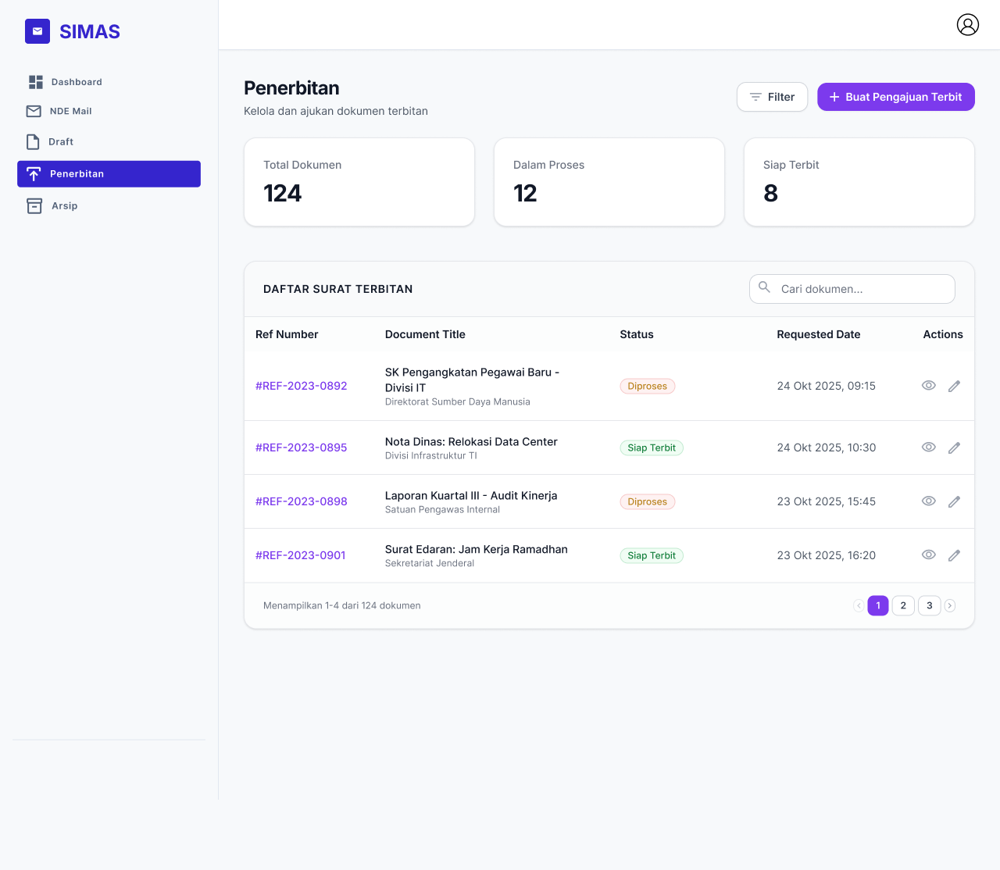 SIMAS
Dashboard
NDE Mail
Draft
Penerbitan
Arsip
Penerbitan
Kelola dan ajukan dokumen terbitan
Filter
Buat Pengajuan Terbit
Total Dokumen
124
Dalam Proses
12
Siap Terbit
8
DAFTAR SURAT TERBITAN
Cari dokumen...
Ref Number Document Title Status Requested Date Actions
#REF-2023-0892 SK Pengangkatan Pegawai Baru -
Divisi IT
Direktorat Sumber Daya Manusia
Diproses 24 Okt 2025, 09:15
#REF-2023-0895 Nota Dinas: Relokasi Data Center
Divisi Infrastruktur TI
Siap Terbit 24 Okt 2025, 10:30
#REF-2023-0898 Laporan Kuartal III - Audit Kinerja
Satuan Pengawas Internal
Diproses 23 Okt 2025, 15:45
#REF-2023-0901 Surat Edaran: Jam Kerja Ramadhan
Sekretariat Jenderal
Siap Terbit 23 Okt 2025, 16:20
Menampilkan 1-4 dari 124 dokumen
1 2 3